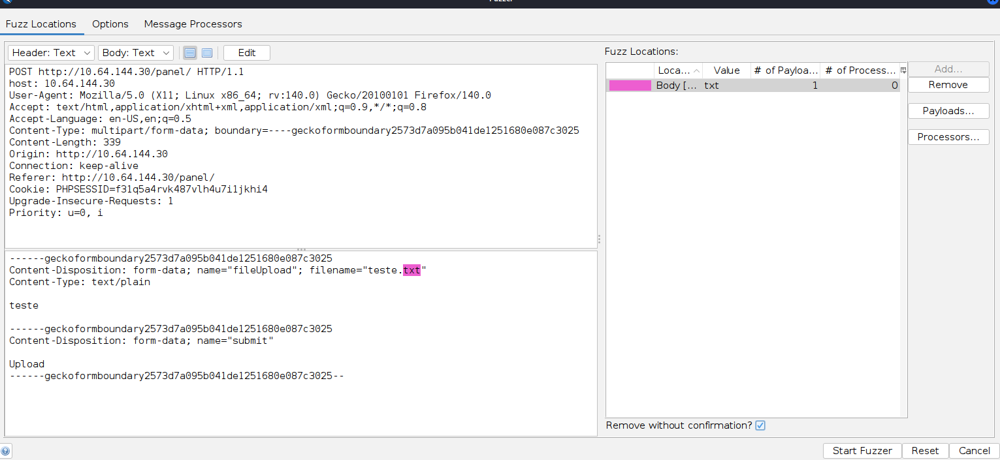 Fuzz Locations Options Message Processors
Header: Text Body: Text Edit
POST http://10.64.144.30/panel/ HTTP/1.1
host: 10.64.144.30
User-Agent: Mozilla/5.0 (X11; Linux x86_64; rv:140.0) Gecko/20100101 Firefox/140.0
Accept: text/html,application/xhtml+xml,application/xml;q=0.9,*/*;q=0.8
Accept-Language: en-US,en;q=0.5
Content-Type: multipart/form-data; boundary=----geckoformboundary2573d7a095b041de1251680e087c3025
Content-Length: 339
Origin: http://10.64.144.30
Connection: keep-alive
Referer: http://10.64.144.30/panel/
Cookie: PHPSESSID=f31q5a4rvk487vlh4u7i1jkhi4
Upgrade-Insecure-Requests: 1
Priority: u=0, i
------geckoformboundary2573d7a095b041de1251680e087c3025
Content-Disposition: form-data; name="fileUpload"; filename="teste.txt"
Content-Type: text/plain
teste
------geckoformboundary2573d7a095b041de1251680e087c3025
Content-Disposition: form-data; name="submit"
Upload
------geckoformboundary2573d7a095b041de1251680e087c3025--
Fuzz Locations:
Loca... Value # of Payloa... # of Process...
Body [... txt 1 0
Add...
Remove
Payloads...
Processors...
Remove without confirmation?
Start Fuzzer Reset Cancel